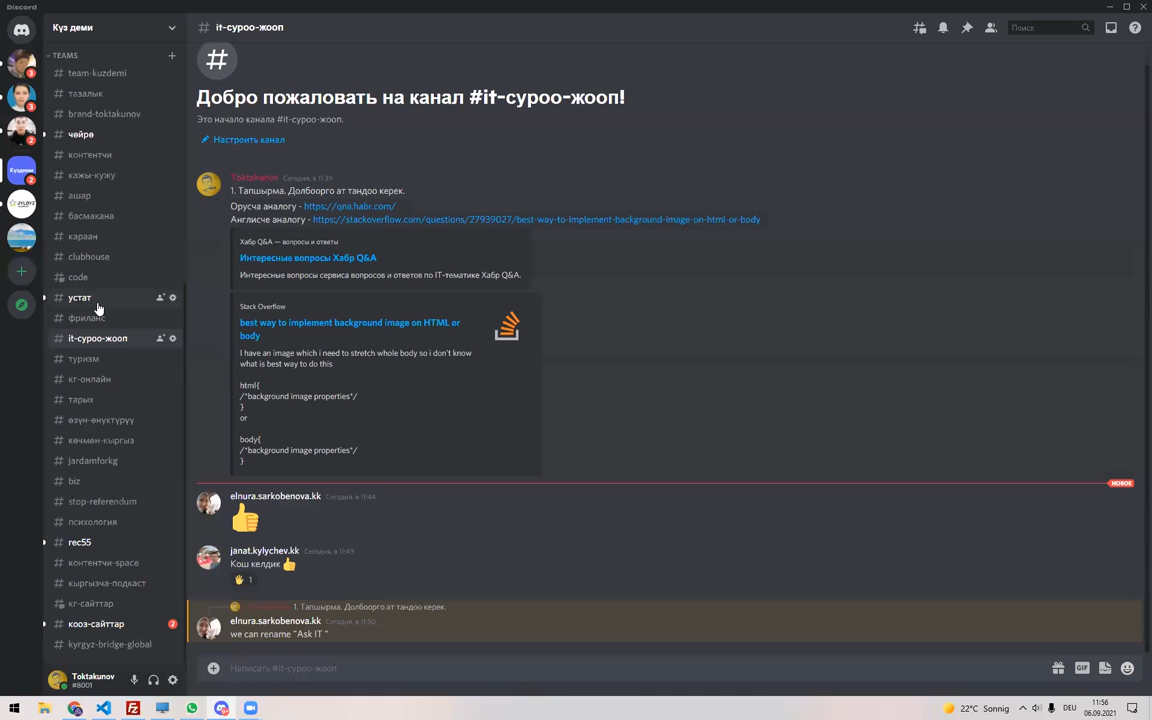 Discord
Күз деми
TEAMS
team-kuzdemi
тазалык
brand-toktakunov
чөйрө
контентчи
кажы-кужу
ашар
басмакана
караан
clubhouse
code
устат
фриланс
it-суроо-жооп
туризм
кг-онлайн
тарых
өзүн-өнүктүрүү
көчмөн-кыргыз
jardamforkg
biz
stop-referendum
психология
rec55
контентчи-space
кыргызча-подкаст
кг-сайттар
кооз-сайттар
2
kyrgyz-bridge-global
3
3
2
Күздеми
2
JYLDYZ
Toktakunov
#8001
# it-суроо-жооп
Поиск
#
Добро пожаловать на канал #it-суроо-жооп!
Это начало канала #it-суроо-жооп.
Настроить канал
Toktakunov Сегодня, в 11:39
1. Тапшырма. Долбоорго ат тандоо керек.
Орусча аналогу - https://qna.habr.com/
Англисче аналогу - https://stackoverflow.com/questions/27939027/best-way-to-implement-background-image-on-html-or-body
Хабр Q&A — вопросы и ответы
Интересные вопросы Хабр Q&A
Интересные вопросы сервиса вопросов и ответов по IT-тематике Хабр Q&A.
Stack Overflow
best way to implement background image on HTML or
body
I have an image which i need to stretch whole body so i don't know
what is best way to do this
html{
/*background image properties*/
}
or
body{
/*background image properties*/
}
НОВОЕ
elnura.sarkobenova.kk Сегодня, в 11:44
janat.kylychev.kk Сегодня, в 11:49
Кош келдик
1
1. Тапшырма. Долбоорго ат тандоо керек.
elnura.sarkobenova.kk Сегодня, в 11:50
we can rename "Ask IT "
Написать #it-суроо-жооп
GIF
22°C Sonnig
DEU
11:56
06.09.2021